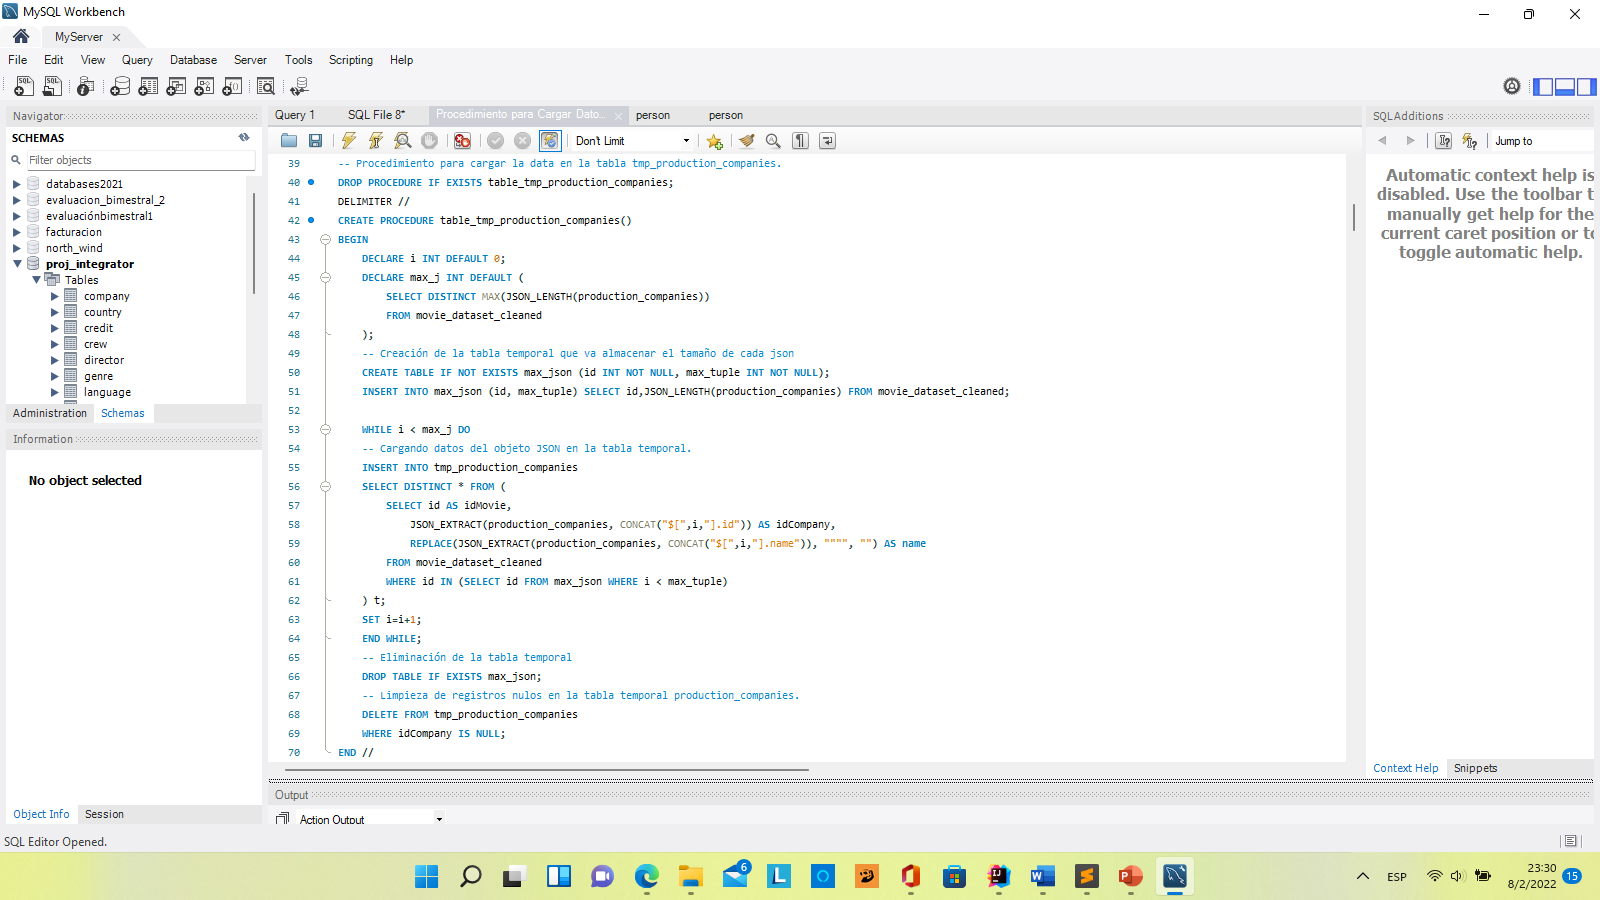 MySQL Workbench
MyServer
File Edit View Query Database Server Tools Scripting Help
Navigator
SCHEMAS
Filter objects
databases2021
evaluacion_bimestral_2
evaluaciónbimestral1
facturacion
north_wind
proj_integrator
Tables
company
country
credit
crew
director
genre
language
Administration Schemas
Information
No object selected
Object Info Session
Query 1 SQL File 8* Procedimiento para Cargar Dato... person person
Don't Limit
39 -- Procedimiento para cargar la data en la tabla tmp_production_companies.
40 DROP PROCEDURE IF EXISTS table_tmp_production_companies;
41 DELIMITER //
42 CREATE PROCEDURE table_tmp_production_companies()
43 BEGIN
44 DECLARE i INT DEFAULT 0;
45 DECLARE max_j INT DEFAULT (
46 SELECT DISTINCT MAX(JSON_LENGTH(production_companies))
47 FROM movie_dataset_cleaned
48 );
49 -- Creación de la tabla temporal que va almacenar el tamaño de cada json
50 CREATE TABLE IF NOT EXISTS max_json (id INT NOT NULL, max_tuple INT NOT NULL);
51 INSERT INTO max_json (id, max_tuple) SELECT id,JSON_LENGTH(production_companies) FROM movie_dataset_cleaned;
52
53 WHILE i < max_j DO
54 -- Cargando datos del objeto JSON en la tabla temporal.
55 INSERT INTO tmp_production_companies
56 SELECT DISTINCT * FROM (
57 SELECT id AS idMovie,
58 JSON_EXTRACT(production_companies, CONCAT("$[",i,"].id")) AS idCompany,
59 REPLACE(JSON_EXTRACT(production_companies, CONCAT("$[",i,"].name")), """", "") AS name
60 FROM movie_dataset_cleaned
61 WHERE id IN (SELECT id FROM max_json WHERE i < max_tuple)
62 ) t;
63 SET i=i+1;
64 END WHILE;
65 -- Eliminación de la tabla temporal
66 DROP TABLE IF EXISTS max_json;
67 -- Limpieza de registros nulos en la tabla temporal production_companies.
68 DELETE FROM tmp_production_companies
69 WHERE idCompany IS NULL;
70 END //
Output
Action Output
SQLAdditions
Jump to
Automatic context help is
disabled. Use the toolbar t
manually get help for the
current caret position or to
toggle automatic help.
Context Help Snippets
SQL Editor Opened.
6
ESP
23:30
8/2/2022
15